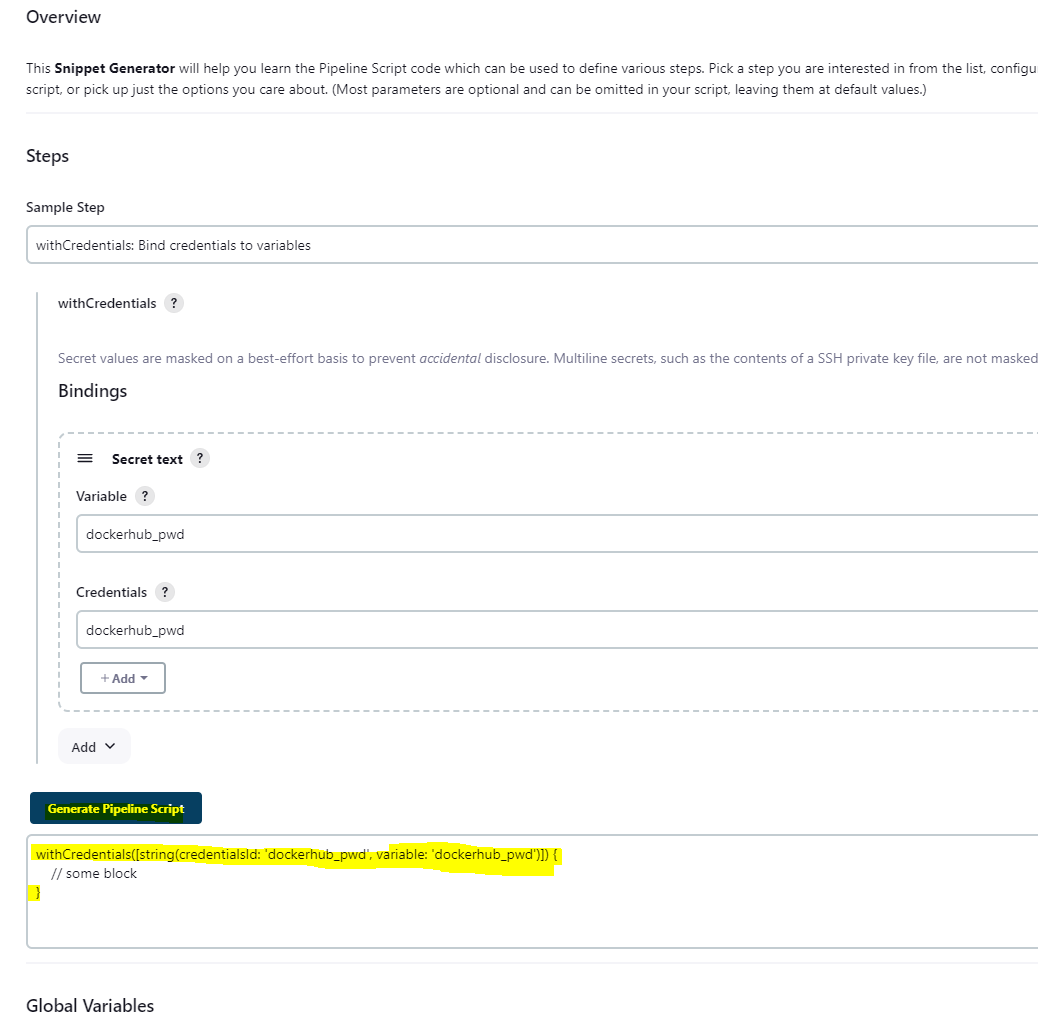 Overview
This Snippet Generator will help you learn the Pipeline Script code which can be used to define various steps. Pick a step you are interested in from the list, configu
script, or pick up just the options you care about. (Most parameters are optional and can be omitted in your script, leaving them at default values.)
Steps
Sample Step
withCredentials: Bind credentials to variables
withCredentials ?
Secret values are masked on a best-effort basis to prevent accidental disclosure. Multiline secrets, such as the contents of a SSH private key file, are not masked
Bindings
Secret text ?
Variable ?
dockerhub_pwd
Credentials ?
dockerhub_pwd
+ Add
Add
Generate Pipeline Script
withCredentials([string(credentialsId: 'dockerhub_pwd', variable: 'dockerhub_pwd')]) {
// some block
}
Global Variables